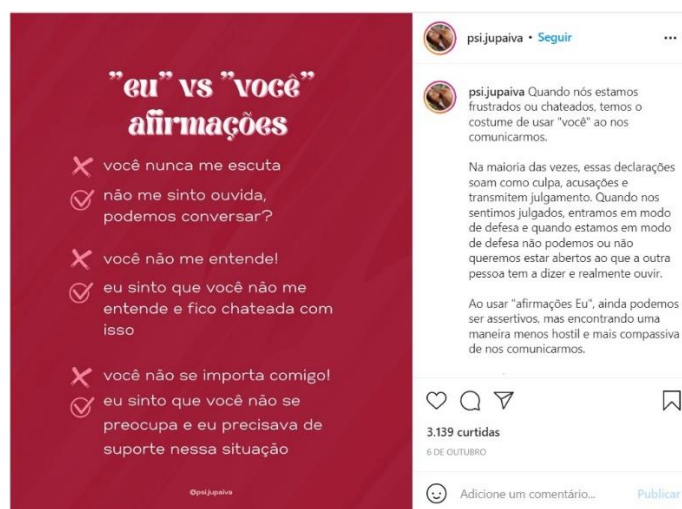 "eu" vs "você"
afirmações
você nunca me escuta
não me sinto ouvida,
podemos conversar?
você não me entende!
eu sinto que você não me
entende e fico chateada com
isso
você não se importa comigo!
eu sinto que você não se
preocupa e eu precisava de
suporte nessa situação
@psi.jupaiva
psi.jupaiva • Seguir
psi.jupaiva Quando nós estamos
frustrados ou chateados, temos o
costume de usar "você" ao nos
comunicarmos.
Na maioria das vezes, essas declarações
soam como culpa, acusações e
transmitem julgamento. Quando nos
sentimos julgados, entramos em modo
de defesa e quando estamos em modo
de defesa não podemos ou não
queremos estar abertos ao que a outra
pessoa tem a dizer e realmente ouvir.
Ao usar "afirmações Eu", ainda podemos
ser assertivos, mas encontrando uma
maneira menos hostil e mais compassiva
de nos comunicarmos.
3.139 curtidas
6 DE OUTUBRO
Adicione um comentário...
Publicar